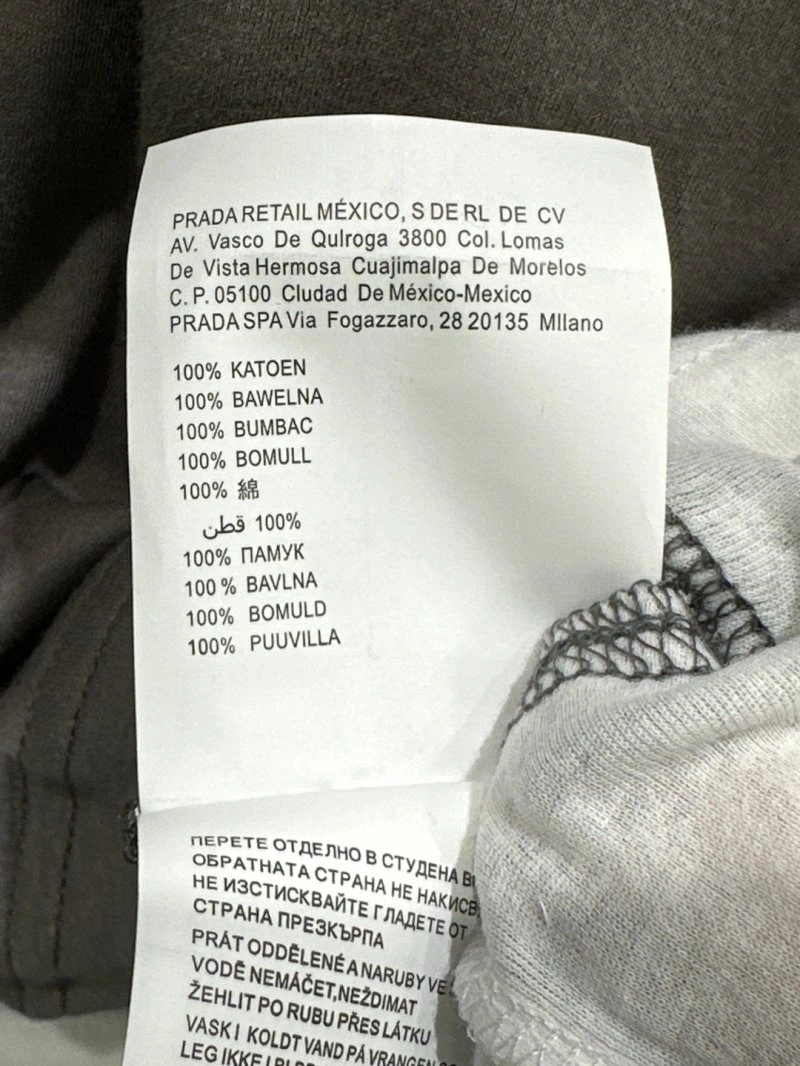 PRADA RETAIL MÉXICO, S DE RL DE CV
AV. Vasco De Qulroga 3800 Col. Lomas
De Vista Hermosa Cuajimalpa De Morelos
C. P. 05100 Cludad De México-Mexico
PRADA SPA Via Fogazzaro, 28 20135 MIlano
100% KATOEN
100% BAWELNA
100% BUMBAC
100% BOMULL
100% 綿
100% قطن
100% ПАМУК
100 % BAVLNA
100% BOMULD
100% PUUVILLA
ПЕРЕТЕ ОТДЕЛНО В СТУДЕНА
ОБРАТНАТА СТРАНА НЕ НАКИСВ
НЕ ИЗСТИСКВАЙТЕ ГЛАДЕТЕ ОТ
СТРАНА ПРЕЗКЪРПА
PRÁT ODDĚLENÉ A NARUBY VE
VODĚ NEMÁČET,NEŽDIMAT
ŽEHLIT PO RUBU PŘES LÁTKU
VASK I KOLDT VAND PÅ VRANGEN
LEG IKKE I